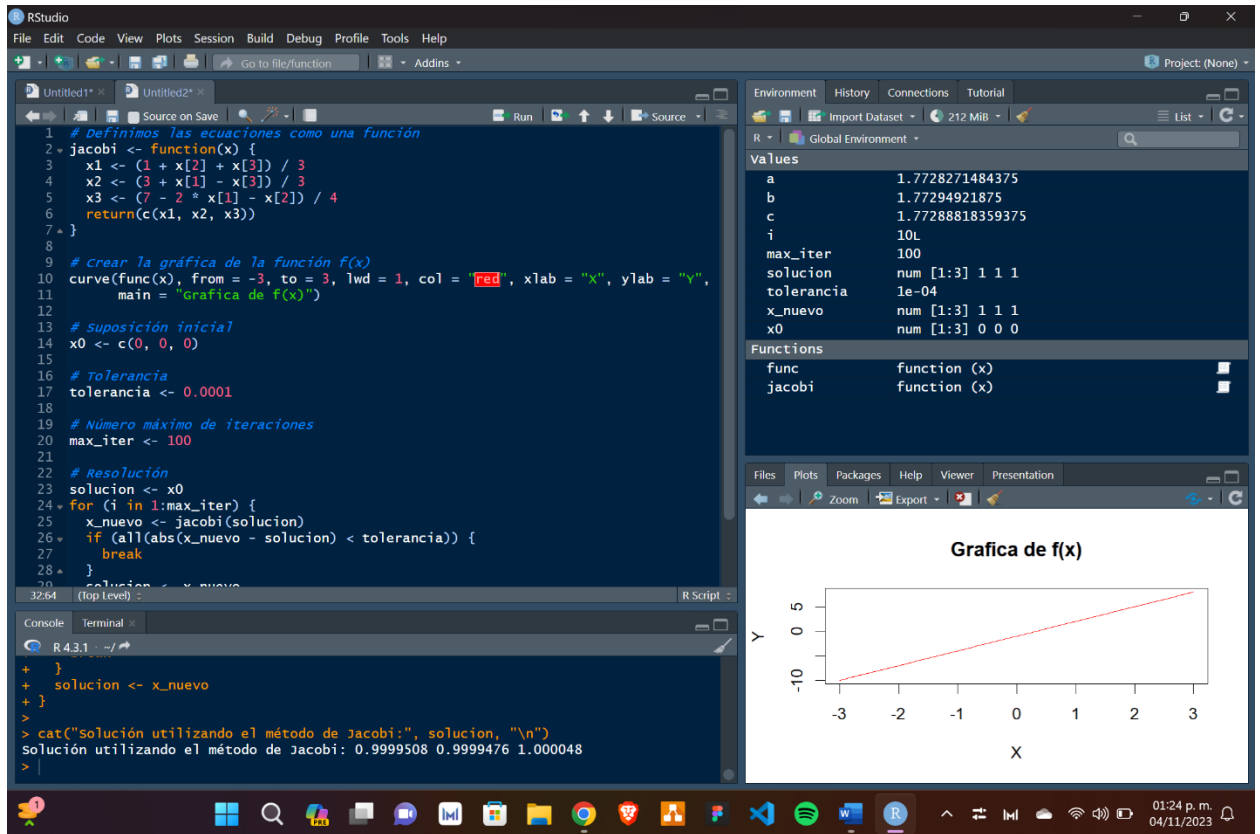 RStudio
File Edit Code View Plots Session Build Debug Profile Tools Help
Go to file/function Addins Project: (None)
Untitled1* Untitled2*
Source on Save Run Source
1 # Definimos las ecuaciones como una función
2 jacobi <- function(x) {
3 x1 <- (1 + x[2] + x[3]) / 3
4 x2 <- (3 + x[1] - x[3]) / 3
5 x3 <- (7 - 2 * x[1] - x[2]) / 4
6 return(c(x1, x2, x3))
7 }
8
9 # Crear la gráfica de la función f(x)
10 curve(func(x), from = -3, to = 3, lwd = 1, col = "red", xlab = "X", ylab = "Y",
11 main = "Grafica de f(x)")
12
13 # Suposición inicial
14 x0 <- c(0, 0, 0)
15
16 # Tolerancia
17 tolerancia <- 0.0001
18
19 # Número máximo de iteraciones
20 max_iter <- 100
21
22 # Resolución
23 solucion <- x0
24 for (i in 1:max_iter) {
25 x_nuevo <- jacobi(solucion)
26 if (all(abs(x_nuevo - solucion) < tolerancia)) {
27 break
28 }
29 solucion <- x_nuevo
32:64 (Top Level) R Script
Console Terminal
R 4.3.1 · ~/
+ }
+ solucion <- x_nuevo
+ }
>
> cat("Solución utilizando el método de Jacobi:", solucion, "\n")
Solución utilizando el método de Jacobi: 0.9999508 0.9999476 1.000048
>
Environment History Connections Tutorial
Import Dataset 212 MiB List
R Global Environment
Values
a 1.7728271484375
b 1.77294921875
c 1.77288818359375
i 10L
max_iter 100
solucion num [1:3] 1 1 1
tolerancia 1e-04
x_nuevo num [1:3] 1 1 1
x0 num [1:3] 0 0 0
Functions
func function (x)
jacobi function (x)
Files Plots Packages Help Viewer Presentation
Zoom Export
Grafica de f(x)
Y
5
0
-10
-3 -2 -1 0 1 2 3
X
1
PRE
01:24 p. m.
04/11/2023